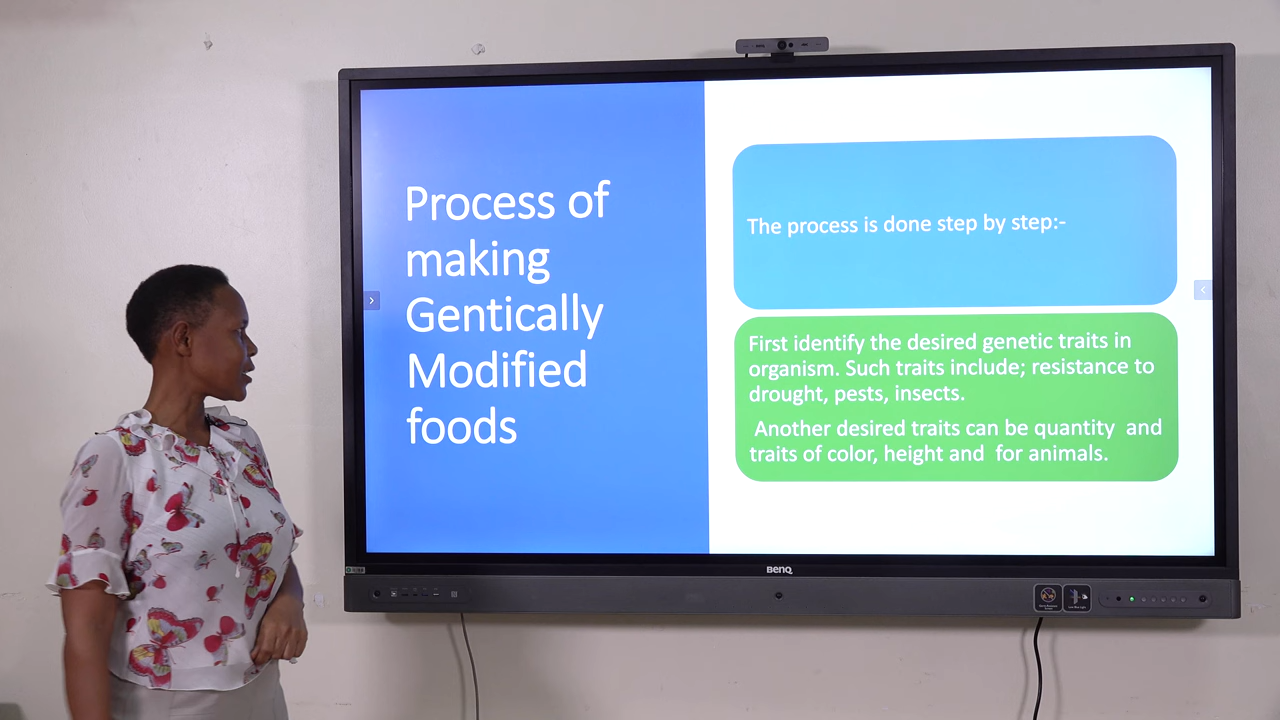 Process of
making
Gentically
Modified
foods
The process is done step by step:-
First identify the desired genetic traits in
organism. Such traits include; resistance to
drought, pests, insects.
Another desired traits can be quantity and
traits of color, height and for animals.
BenQ